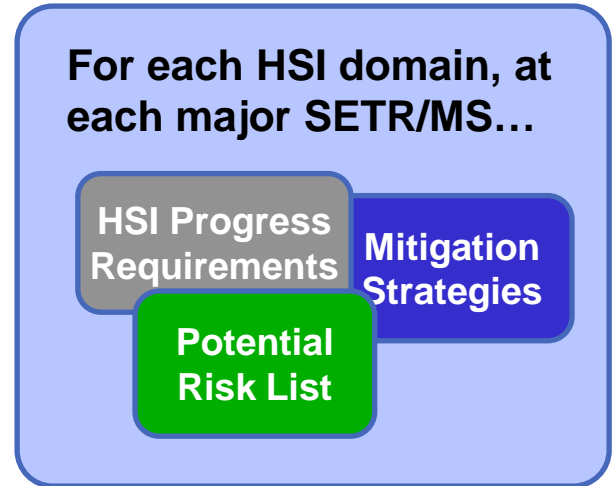 For each HSI domain, at
each major SETR/MS…
HSI Progress
Requirements
Mitigation
Strategies
Potential
Risk List